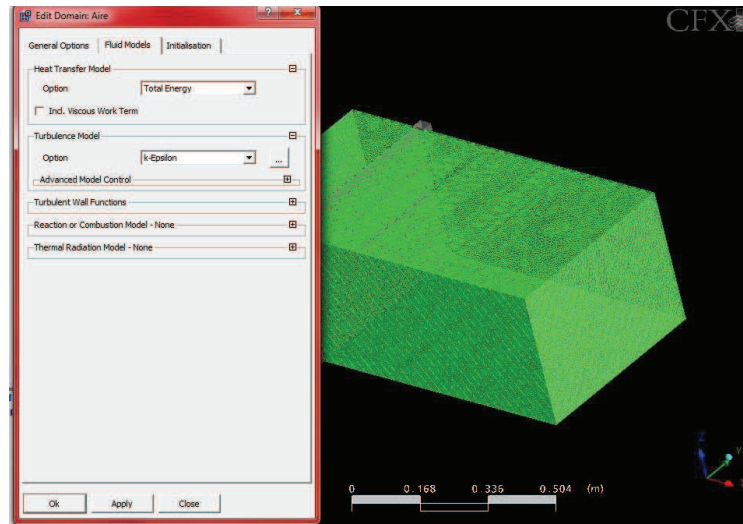 Edit Domain: Aire
CFX
General Options Fluid Models Initialisation
Heat Transfer Model
Option Total Energy
Incl. Viscous Work Term
Turbulence Model
Option k-Epsilon ...
Advanced Model Control
Turbulent Wall Functions
Reaction or Combustion Model - None
Thermal Radiation Model - None
Z
Y
X
0 0.168 0.336 0.504 (m)
Ok Apply Close